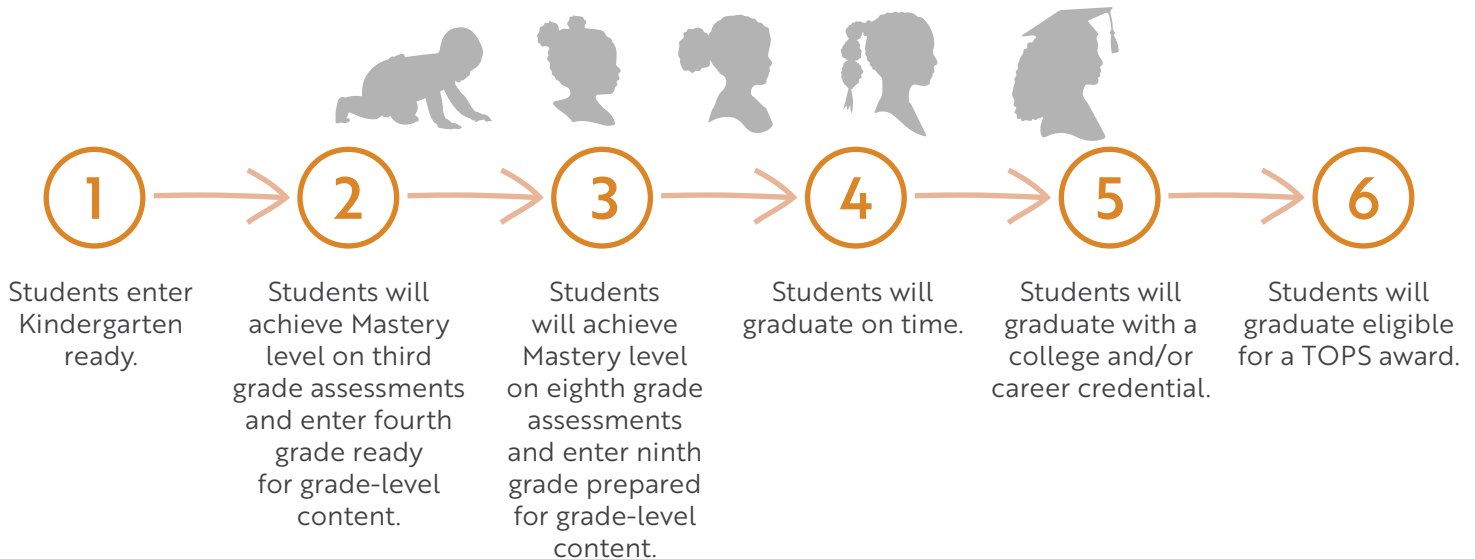 1
Students enter
Kindergarten
ready.
2
Students will
achieve Mastery
level on third
grade assessments
and enter fourth
grade ready
for grade-level
content.
3
Students
will achieve
Mastery level
on eighth grade
assessments
and enter ninth
grade prepared
for grade-level
content.
4
Students will
graduate on time.
5
Students will
graduate with a
college and/or
career credential.
6
Students will
graduate eligible
for a TOPS award.